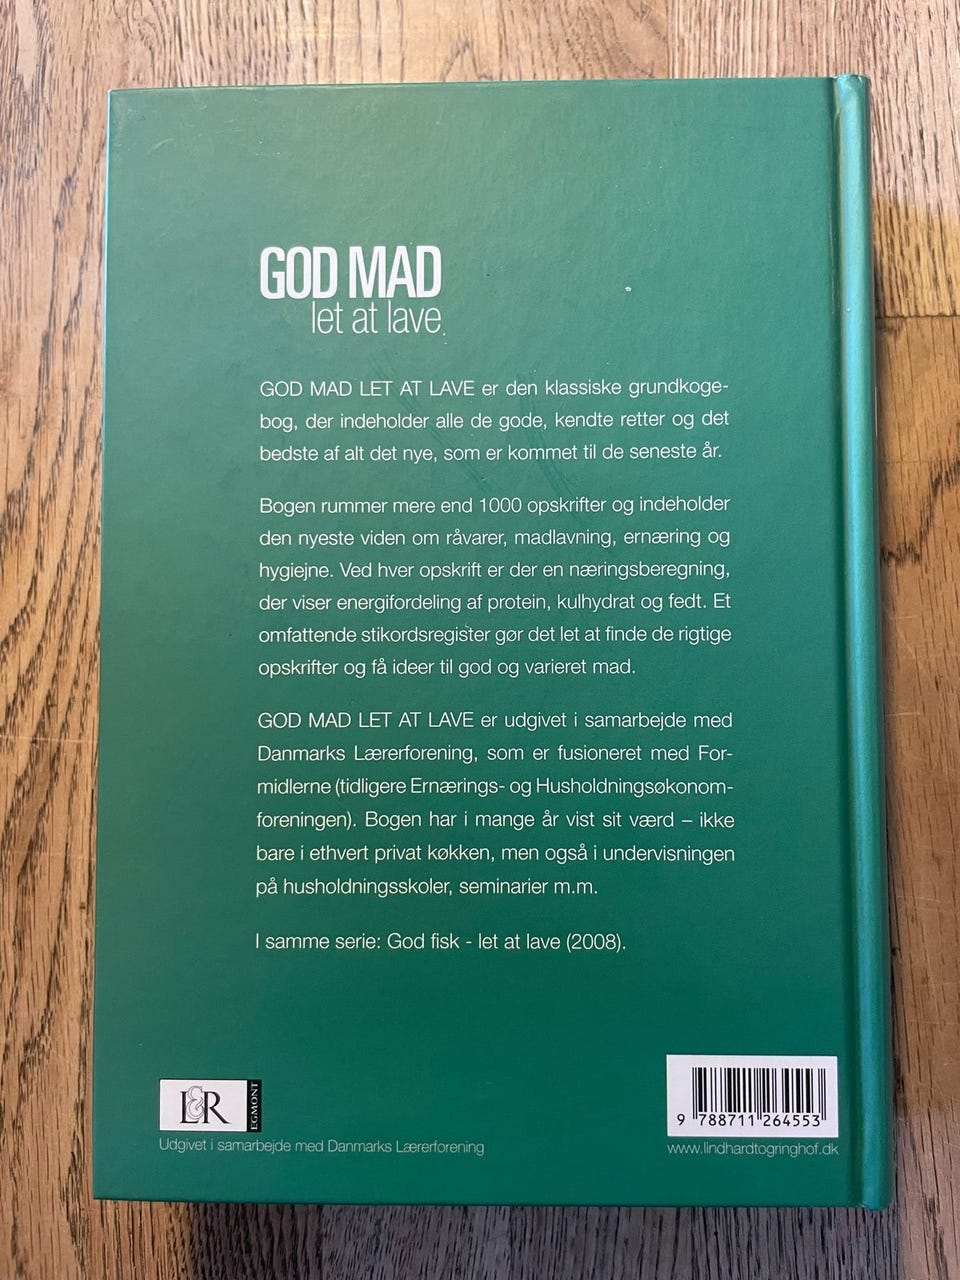 GOD MAD
let at lave
GOD MAD LET AT LAVE er den klassiske grundkoge-
bog, der indeholder alle de gode, kendte retter og det
bedste af alt det nye, som er kommet til de seneste år.
Bogen rummer mere end 1000 opskrifter og indeholder
den nyeste viden om råvarer, madlavning, ernæring og
hygiejne. Ved hver opskrift er der en næringsberegning,
der viser energifordeling af protein, kulhydrat og fedt. Et
omfattende stikordsregister gør det let at finde de rigtige
opskrifter og få ideer til god og varieret mad.
GOD MAD LET AT LAVE er udgivet i samarbejde med
Danmarks Lærerforening, som er fusioneret med For-
midlerne (tidligere Ernærings- og Husholdningsøkonom-
foreningen). Bogen har i mange år vist sit værd – ikke
bare i ethvert privat køkken, men også i undervisningen
på husholdningsskoler, seminarier m.m.
I samme serie: God fisk - let at lave (2008).
L&R EGMONT
Udgivet i samarbejde med Danmarks Lærerforening
9 788711 264553
www.lindhardtogringhof.dk